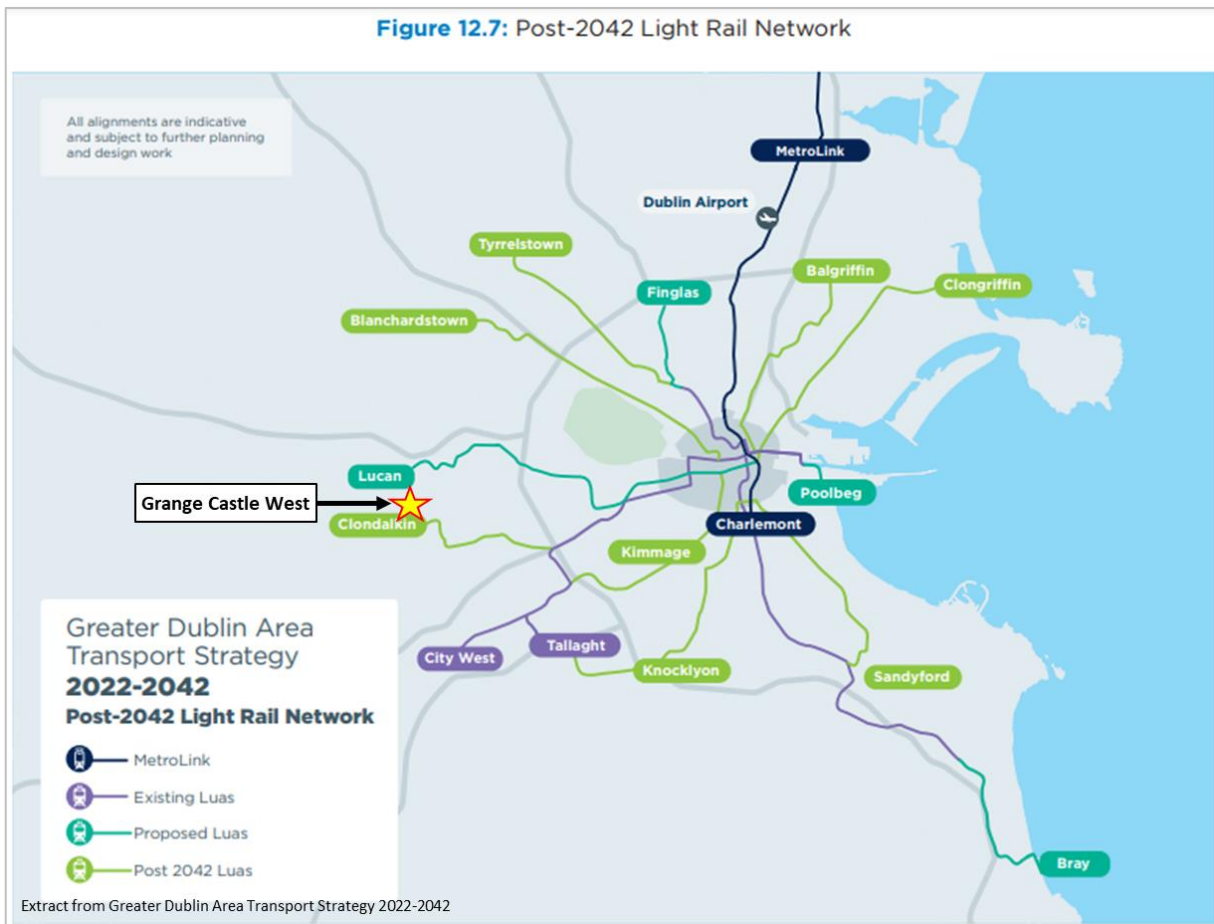 Figure 12.7: Post-2042 Light Rail Network
All alignments are indicative
and subject to further planning
and design work
MetroLink
Dublin Airport
Tyrrelstown
Balgriffin
Clongriffin
Finglas
Blanchardstown
Lucan
Grange Castle West
Poolbeg
Clondalkin
Charlemont
Kimmage
City West
Tallaght
Knocklyon
Sandyford
Bray
Greater Dublin Area
Transport Strategy
2022-2042
Post-2042 Light Rail Network
MetroLink
Existing Luas
Proposed Luas
Post 2042 Luas
Extract from Greater Dublin Area Transport Strategy 2022-2042